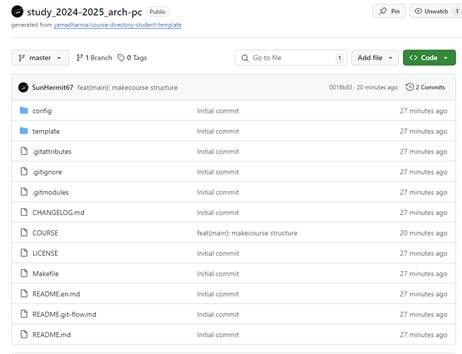 study_2024-2025_arch-pc Public Pin Unwatch 1
generated from yamadharma/course-directory-student-template
master 1 Branch 0 Tags Go to file t Add file Code
SunHermit67 feat(main): makecourse structure 0016b83 · 20 minutes ago 2 Commits
config Initial commit 27 minutes ago
template Initial commit 27 minutes ago
.gitattributes Initial commit 27 minutes ago
.gitignore Initial commit 27 minutes ago
.gitmodules Initial commit 27 minutes ago
CHANGELOG.md Initial commit 27 minutes ago
COURSE feat(main): makecourse structure 20 minutes ago
LICENSE Initial commit 27 minutes ago
Makefile Initial commit 27 minutes ago
README.en.md Initial commit 27 minutes ago
README.git-flow.md Initial commit 27 minutes ago
README.md Initial commit 27 minutes ago